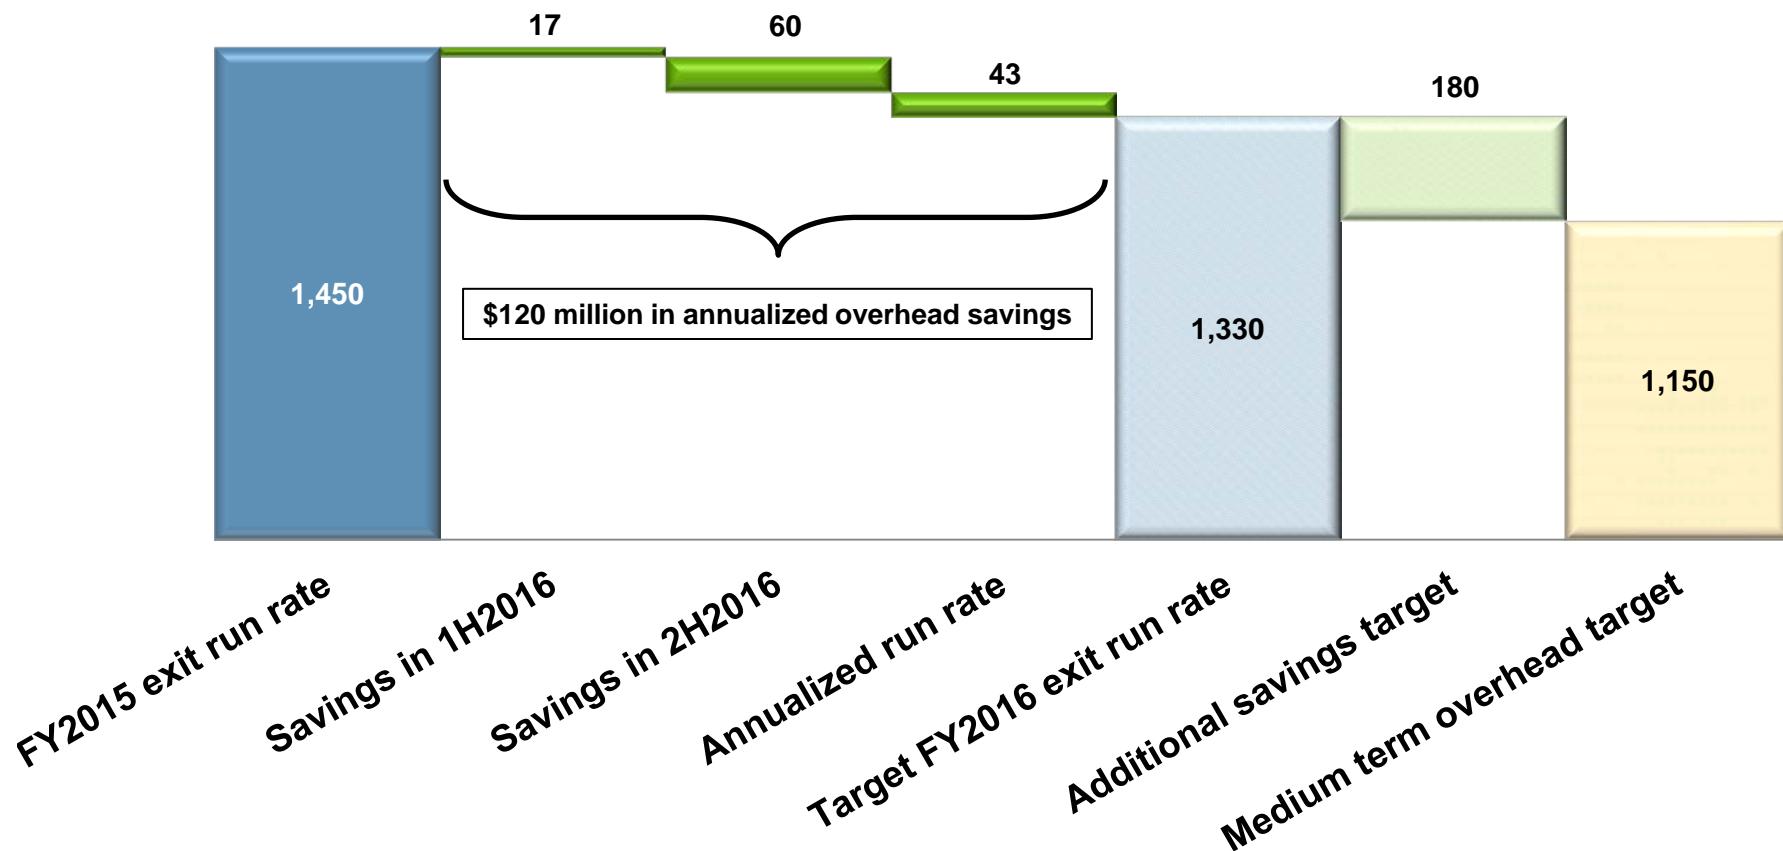 17
60
43
180
1,450
$120 million in annualized overhead savings
1,330
1,150
FY2015 exit run rate
Savings in 1H2016
Savings in 2H2016
Annualized run rate
Target FY2016 exit run rate
Additional savings target
Medium term overhead target